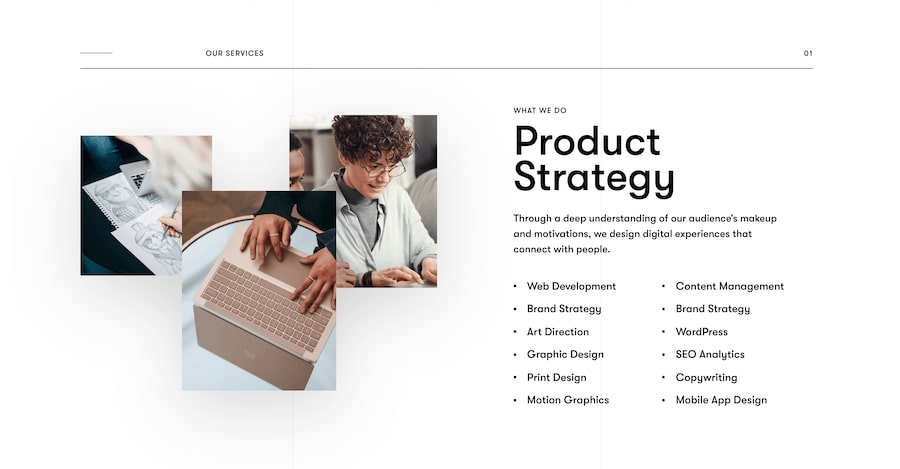 OUR SERVICES
01
WHAT WE DO
Product
Strategy
Through a deep understanding of our audience's makeup
and motivations, we design digital experiences that
connect with people.
• Web Development
• Brand Strategy
• Art Direction
• Graphic Design
• Print Design
• Motion Graphics
• Content Management
• Brand Strategy
• WordPress
• SEO Analytics
• Copywriting
• Mobile App Design